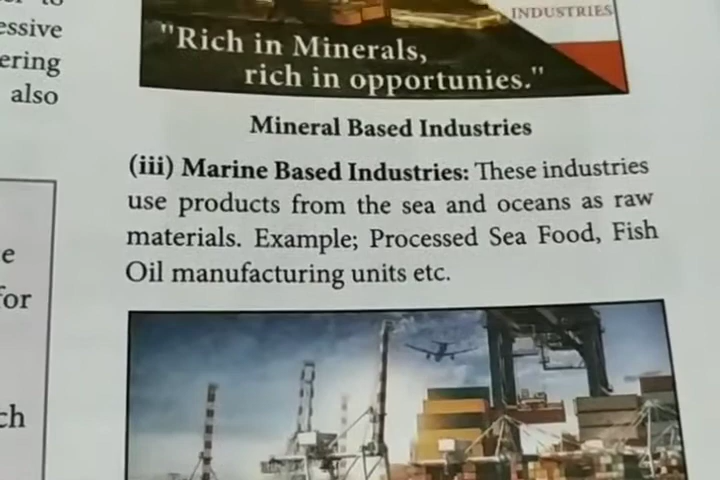 essive
ering
also
INDUSTRIES
"Rich in Minerals,
rich in opportunies."
Mineral Based Industries
(iii) Marine Based Industries: These industries
use products from the sea and oceans as raw
materials. Example; Processed Sea Food, Fish
Oil manufacturing units etc.
e
for
ch